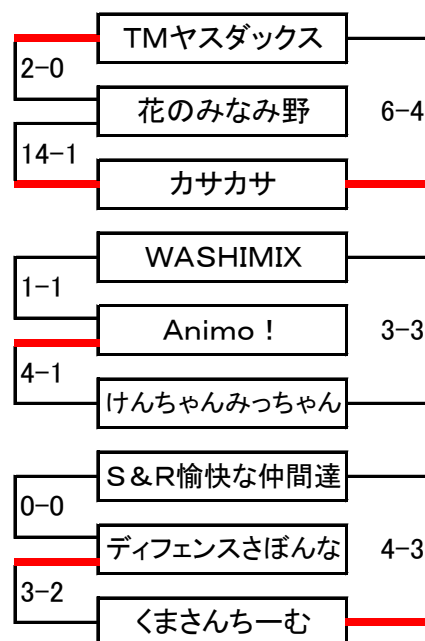 TMヤスダックス
2-0
花のみなみ野
6-4
14-1
カサカサ
WASHIMIX
1-1
Animo！
3-3
4-1
けんちゃんみっちゃん
S＆R愉快な仲間達
0-0
ディフェンスさぼんな
4-3
3-2
くまさんちーむ